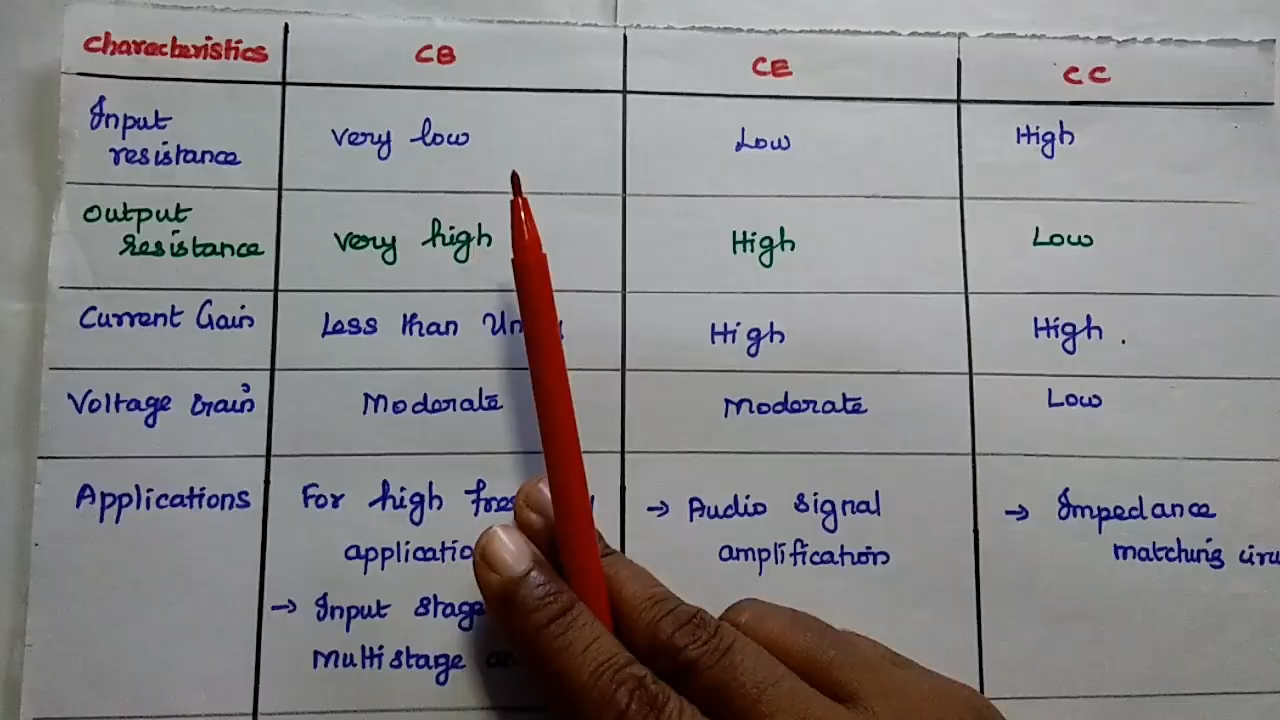 Characteristics CB CE CC
Input resistance Very low Low High
Output resistance Very high High Low
Current Gain Less than High High .
Voltage Gain Moderate Moderate Low
Applications For high → Audio signal → Impedance
amplification matching
→ Input Stage
Multistage